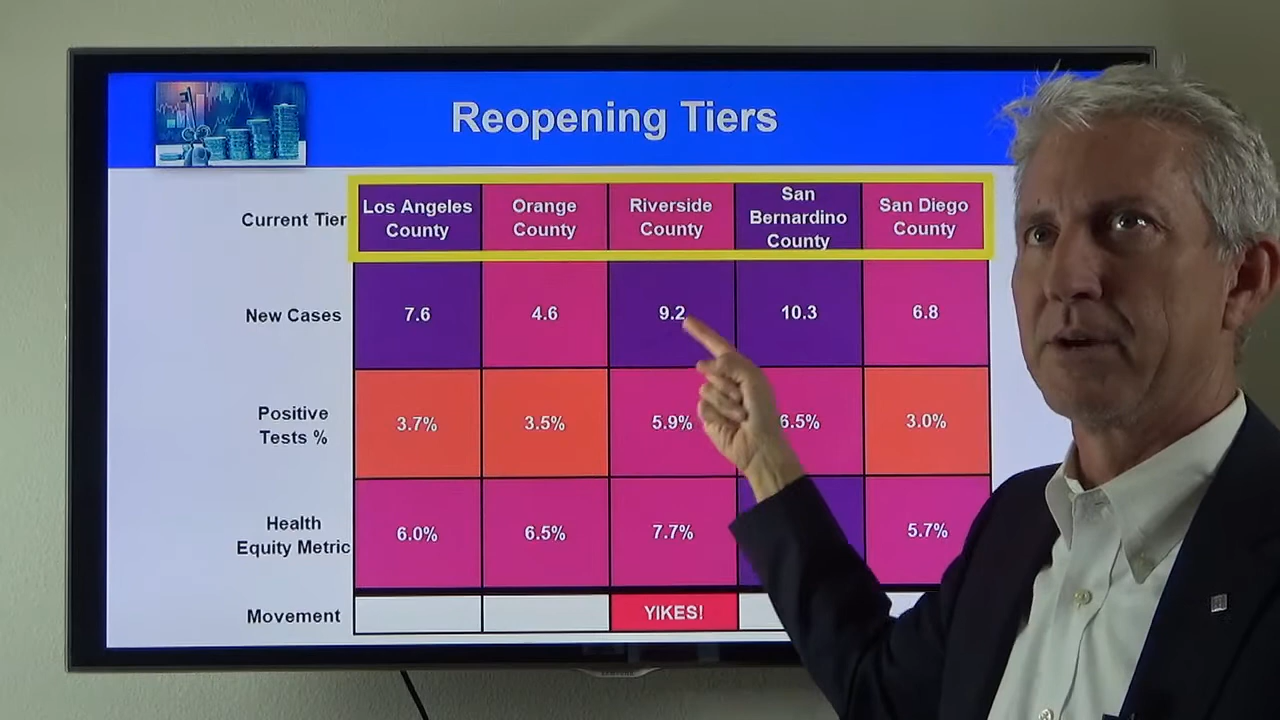 Reopening Tiers
Current Tier
Los Angeles
County
Orange
County
Riverside
County
San
Bernardino
County
San Diego
County
New Cases
7.6
4.6
9.2
10.3
6.8
Positive
Tests %
3.7%
3.5%
5.9%
6.5%
3.0%
Health
Equity Metric
6.0%
6.5%
7.7%
5.7%
Movement
YIKES!